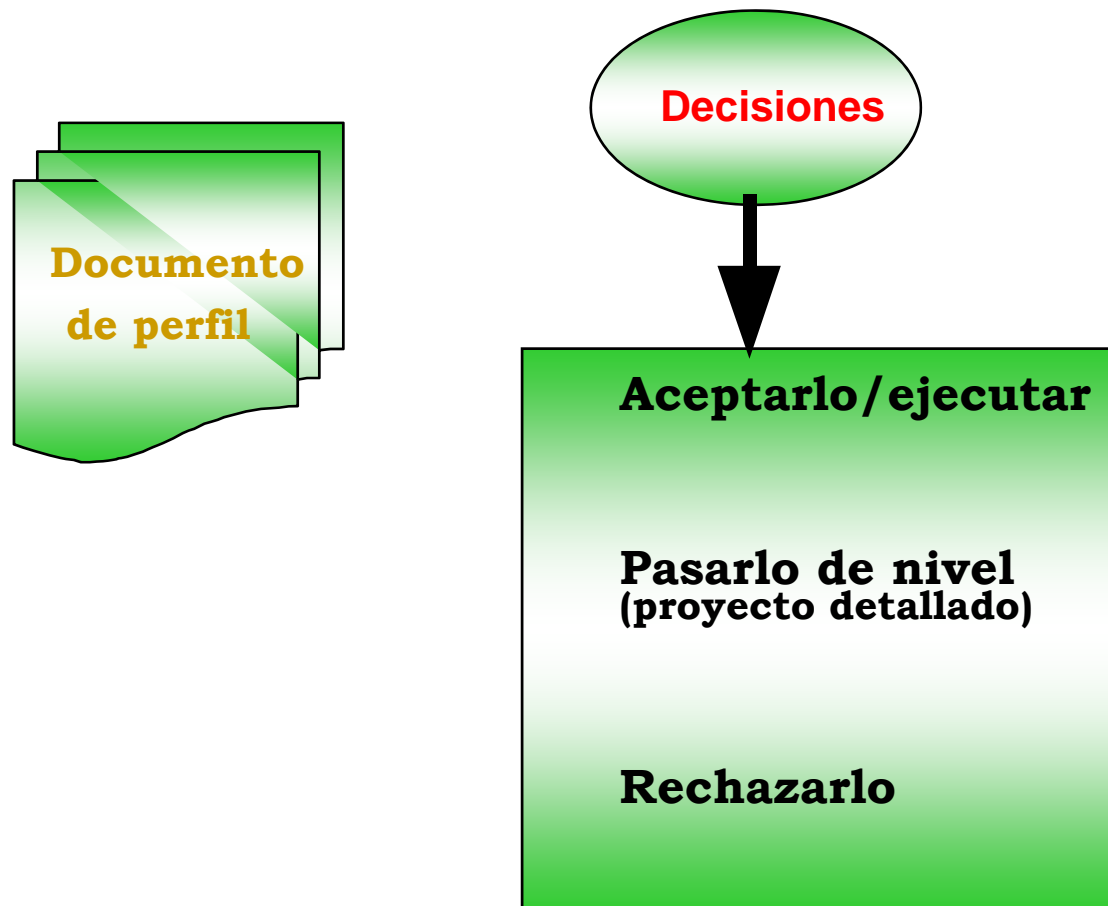 Decisiones
Documento
de perfil
Aceptarlo/ejecutar
Pasarlo de nivel
(proyecto detallado)
Rechazarlo